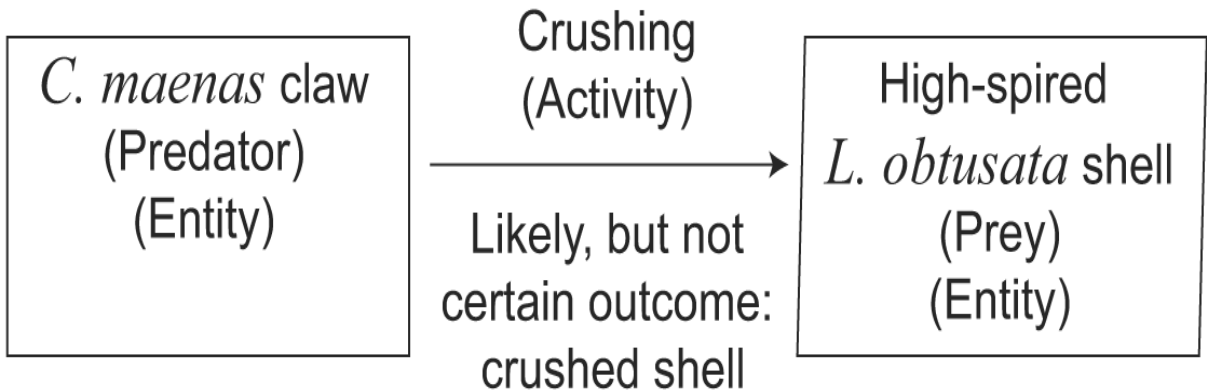 C. maenas claw
(Predator)
(Entity)
Crushing
(Activity)
Likely, but not
certain outcome:
crushed shell
High-spired
L. obtusata shell
(Prey)
(Entity)